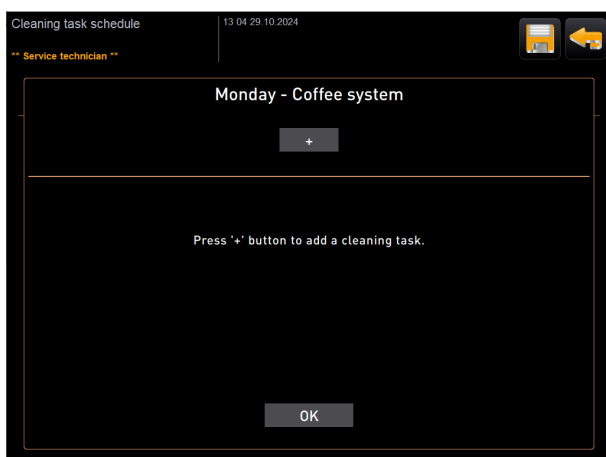 Cleaning task schedule
13 04 29.10.2024
** Service technician **
Monday - Coffee system
+
Press '+' button to add a cleaning task.
OK